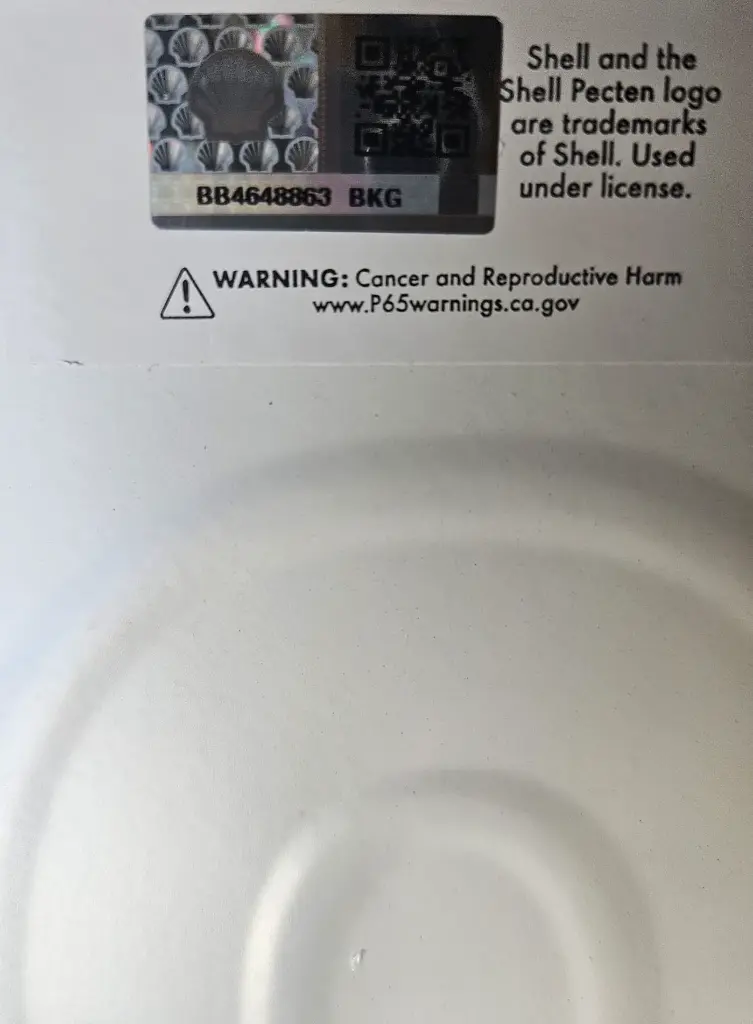 BB4648863 BKG
Shell and the
Shell Pecten logo
are trademarks
of Shell. Used
under license.
WARNING: Cancer and Reproductive Harm
www.P65warnings.ca.gov